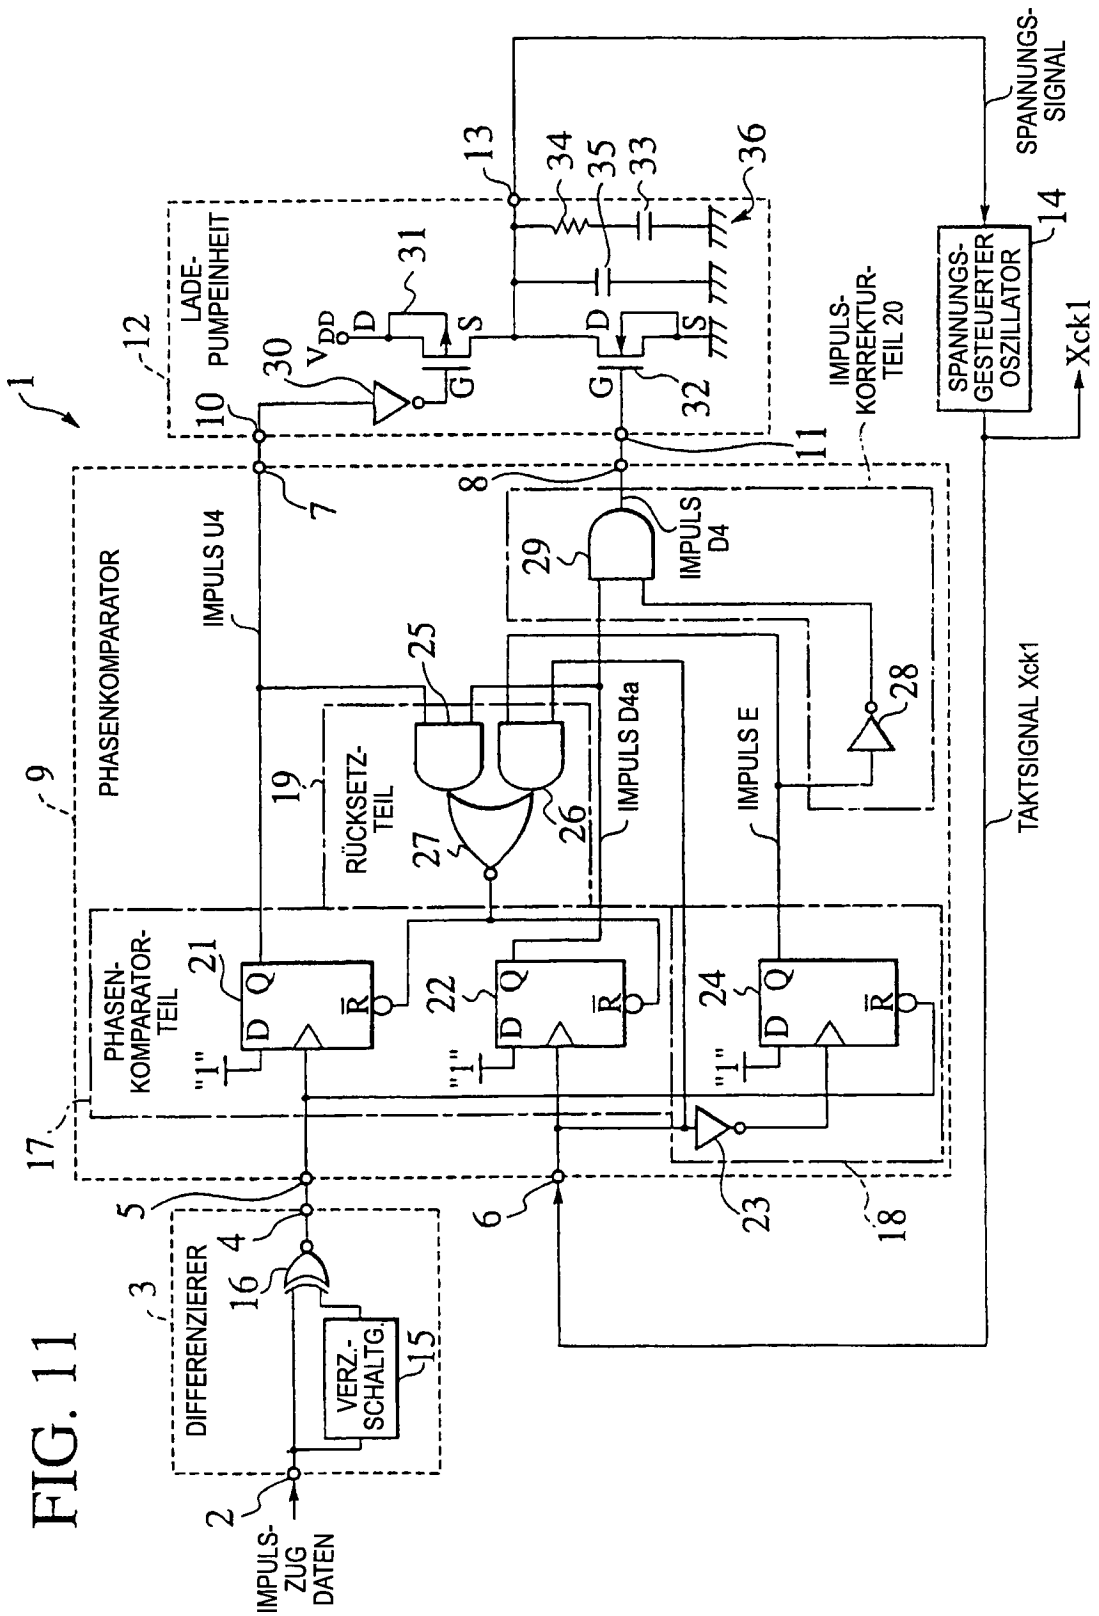 FIG. 11
1
IMPULS-
ZUG
DATEN
2
DIFFERENZIERER
3
VERZ.-
SCHALTG.
15
16
4
5
6
PHASENKOMPARATOR
9
PHASEN-
KOMPARATOR-
TEIL
17
"1"
D
Q
R
21
"1"
D
Q
R
22
"1"
D
Q
R
24
23
18
RÜCKSETZ-
TEIL
19
25
26
27
IMPULS U4
IMPULS D4a
IMPULS E
28
29
IMPULS
D4
IMPULS-
KORREKTUR-
TEIL 20
7
8
10
11
LADE-
PUMPEINHEIT
12
30
VDD
D
31
G
S
D
G
S
32
13
34
35
33
36
SPANNUNGS-
SIGNAL
SPANNUNGS-
GESTEUERTER
OSZILLATOR
14
Xck1
TAKTSIGNAL Xck1